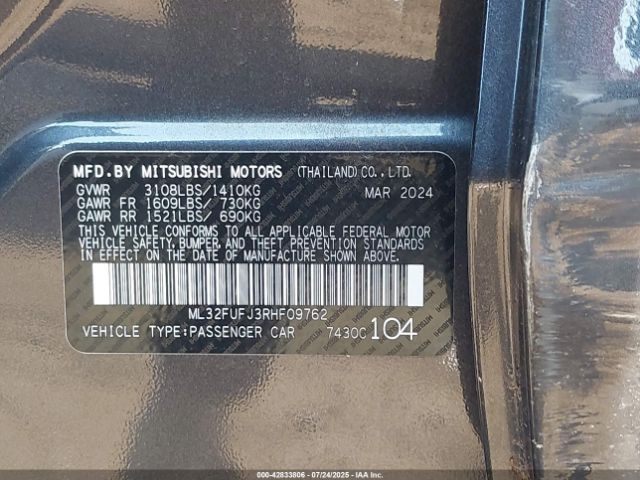 MFD.BY MITSUBISHI MOTORS (THAILAND) CO., LTD.
GVWR 3108LBS/1410KG MAR 2024
GAWR FR 1609LBS/ 730KG
GAWR RR 1521LBS/ 690KG
THIS VEHICLE CONFORMS TO ALL APPLICABLE FEDERAL MOTOR
VEHICLE SAFETY, BUMPER, AND THEFT PREVENTION STANDARDS
IN EFFECT ON THE DATE OF MANUFACTURE SHOWN ABOVE.
ML32FUFJ3RHF09762
VEHICLE TYPE:PASSENGER CAR 7430C 104
000-42833806 - 07/24/2025 - IAAI.COM